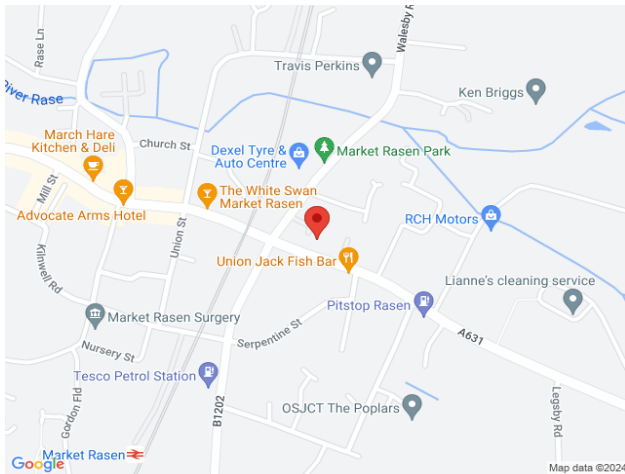 Rase Ln
Walesby R
Travis Perkins
Ken Briggs
River Rase
March Hare
Kitchen & Deli
Church St
Dexel Tyre &
Auto Centre
Market Rasen Park
Mill St
Advocate Arms Hotel
The White Swan
Market Rasen
Union St
RCH Motors
Kilnwell Rd
Union Jack Fish Bar
Lianne's cleaning service
Pitstop Rasen
Market Rasen Surgery
Serpentine St
A631
Nursery St
Tesco Petrol Station
Gordon Fld
B1202
OSJCT The Poplars
Legsby Rd
Market Rasen
Google
Map data ©2024